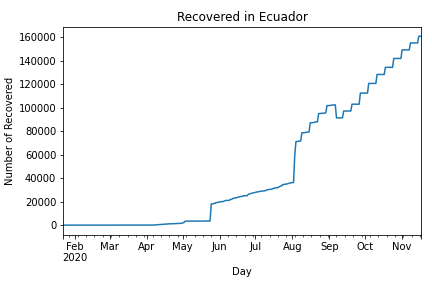 Recovered in Ecuador
Number of Recovered
160000
140000
120000
100000
80000
60000
40000
20000
0
Feb Mar Apr May Jun Jul Aug Sep Oct Nov
2020
Day